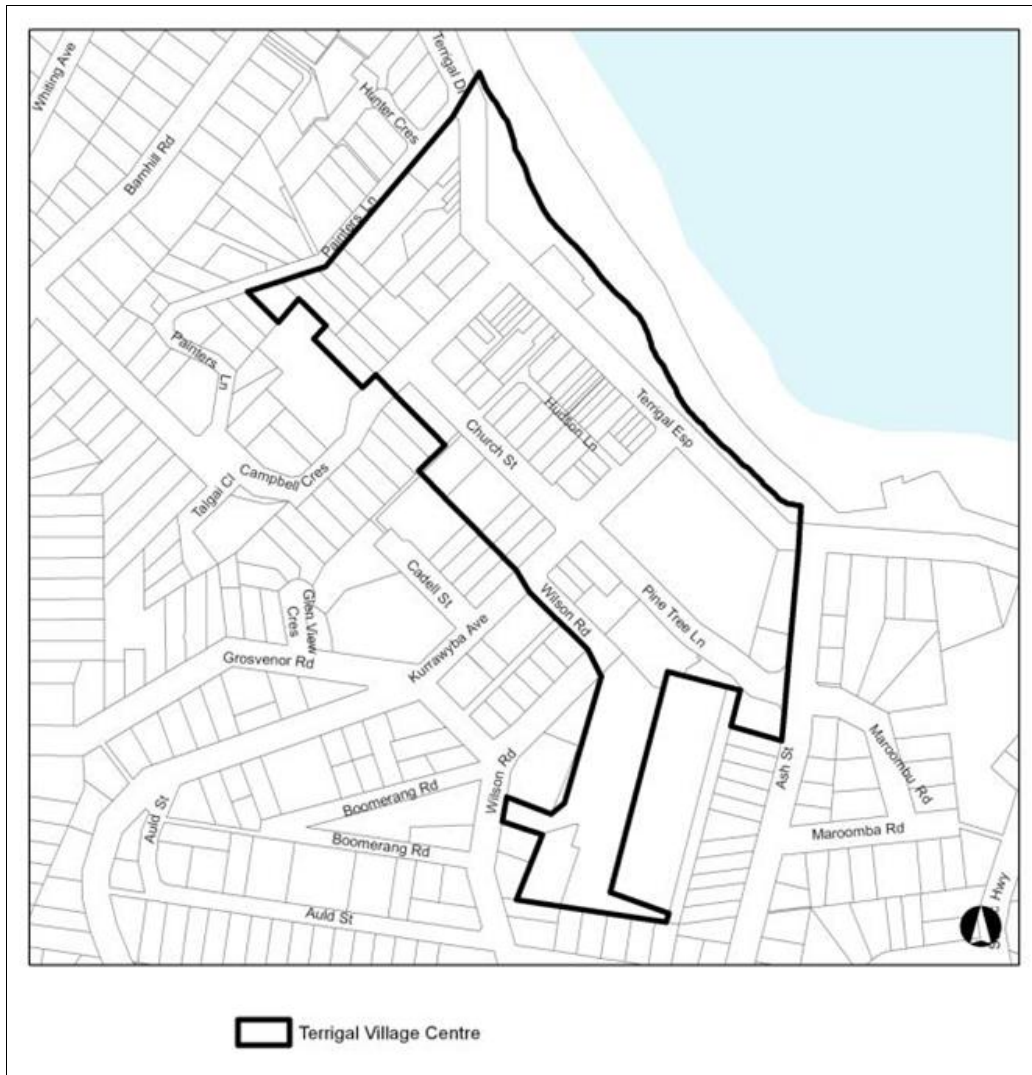 Whiting Ave
Terrigal Dr
Hunter Cres
Barnhill Rd
Painters Ln
Painters Ln
Terrigal Esp
Hudson Ln
Church St
Campbell Cres
Talgai Cl
Cadell St
Glen View
Cres
Wilson Rd
Pine Tree Ln
Kurrawyba Ave
Grosvenor Rd
Wilson Rd
Ash St
Maroombu Rd
Boomerang Rd
Auld St
Boomerang Rd
Maroomba Rd
Auld St
Hwy
Terrigal Village Centre